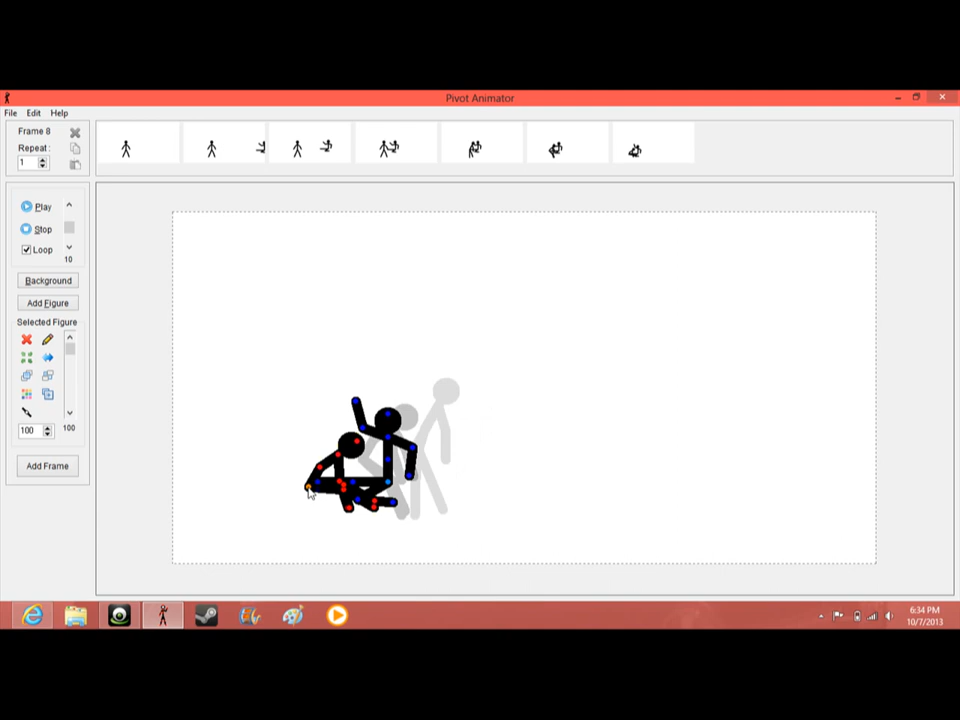 Pivot Animator
File Edit Help
Frame 8
Repeat :
1
Play
Stop
Loop
10
Background
Add Figure
Selected Figure
100 100
Add Frame
6:34 PM
10/7/2013